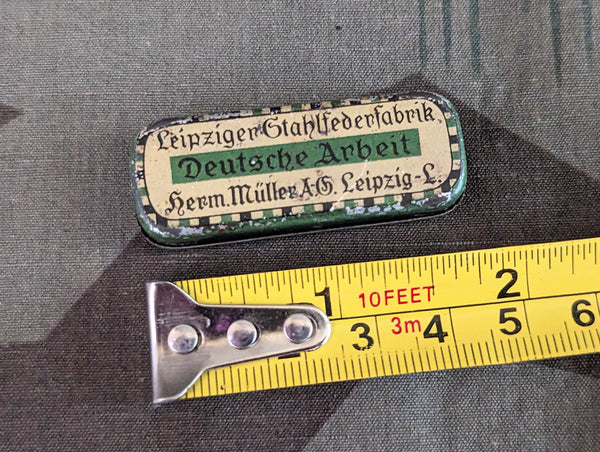 Leipziger Stahlfederfabrik
Deutsche Arbeit
Herm. Müller A.G. Leipzig-L.
1 10FEET 2
3 3m 4 5 6